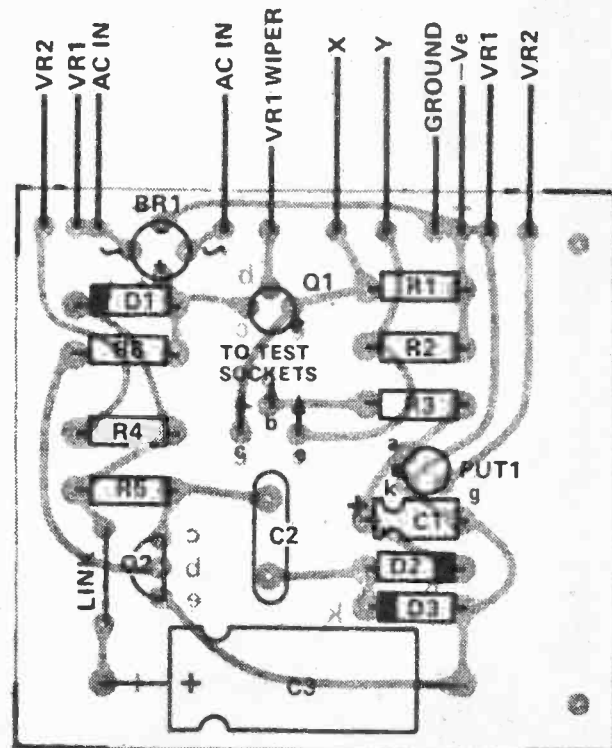 VR2
VR1
AC IN
AC IN
VR1 WIPER
X
Y
GROUND
–Ve
VR1
VR2
BR1
~ ~
+
b
Q1
D1
R1
c
e
R6
TO TEST
SOCKETS
R2
b
R3
R4
c
e
a
PUT1
k
g
R5
+
C1
C2
LINK
Q2
c
b
e
D2
k
D3
+
+
C3